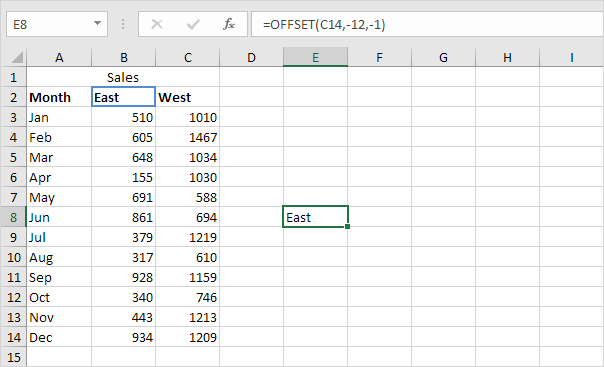 E8 fx =OFFSET(C14,-12,-1)
A B C D E F G H I
1 Sales
2 Month East West
3 Jan 510 1010
4 Feb 605 1467
5 Mar 648 1034
6 Apr 155 1030
7 May 691 588
8 Jun 861 694 East
9 Jul 379 1219
10 Aug 317 610
11 Sep 928 1159
12 Oct 340 746
13 Nov 443 1213
14 Dec 934 1209
15